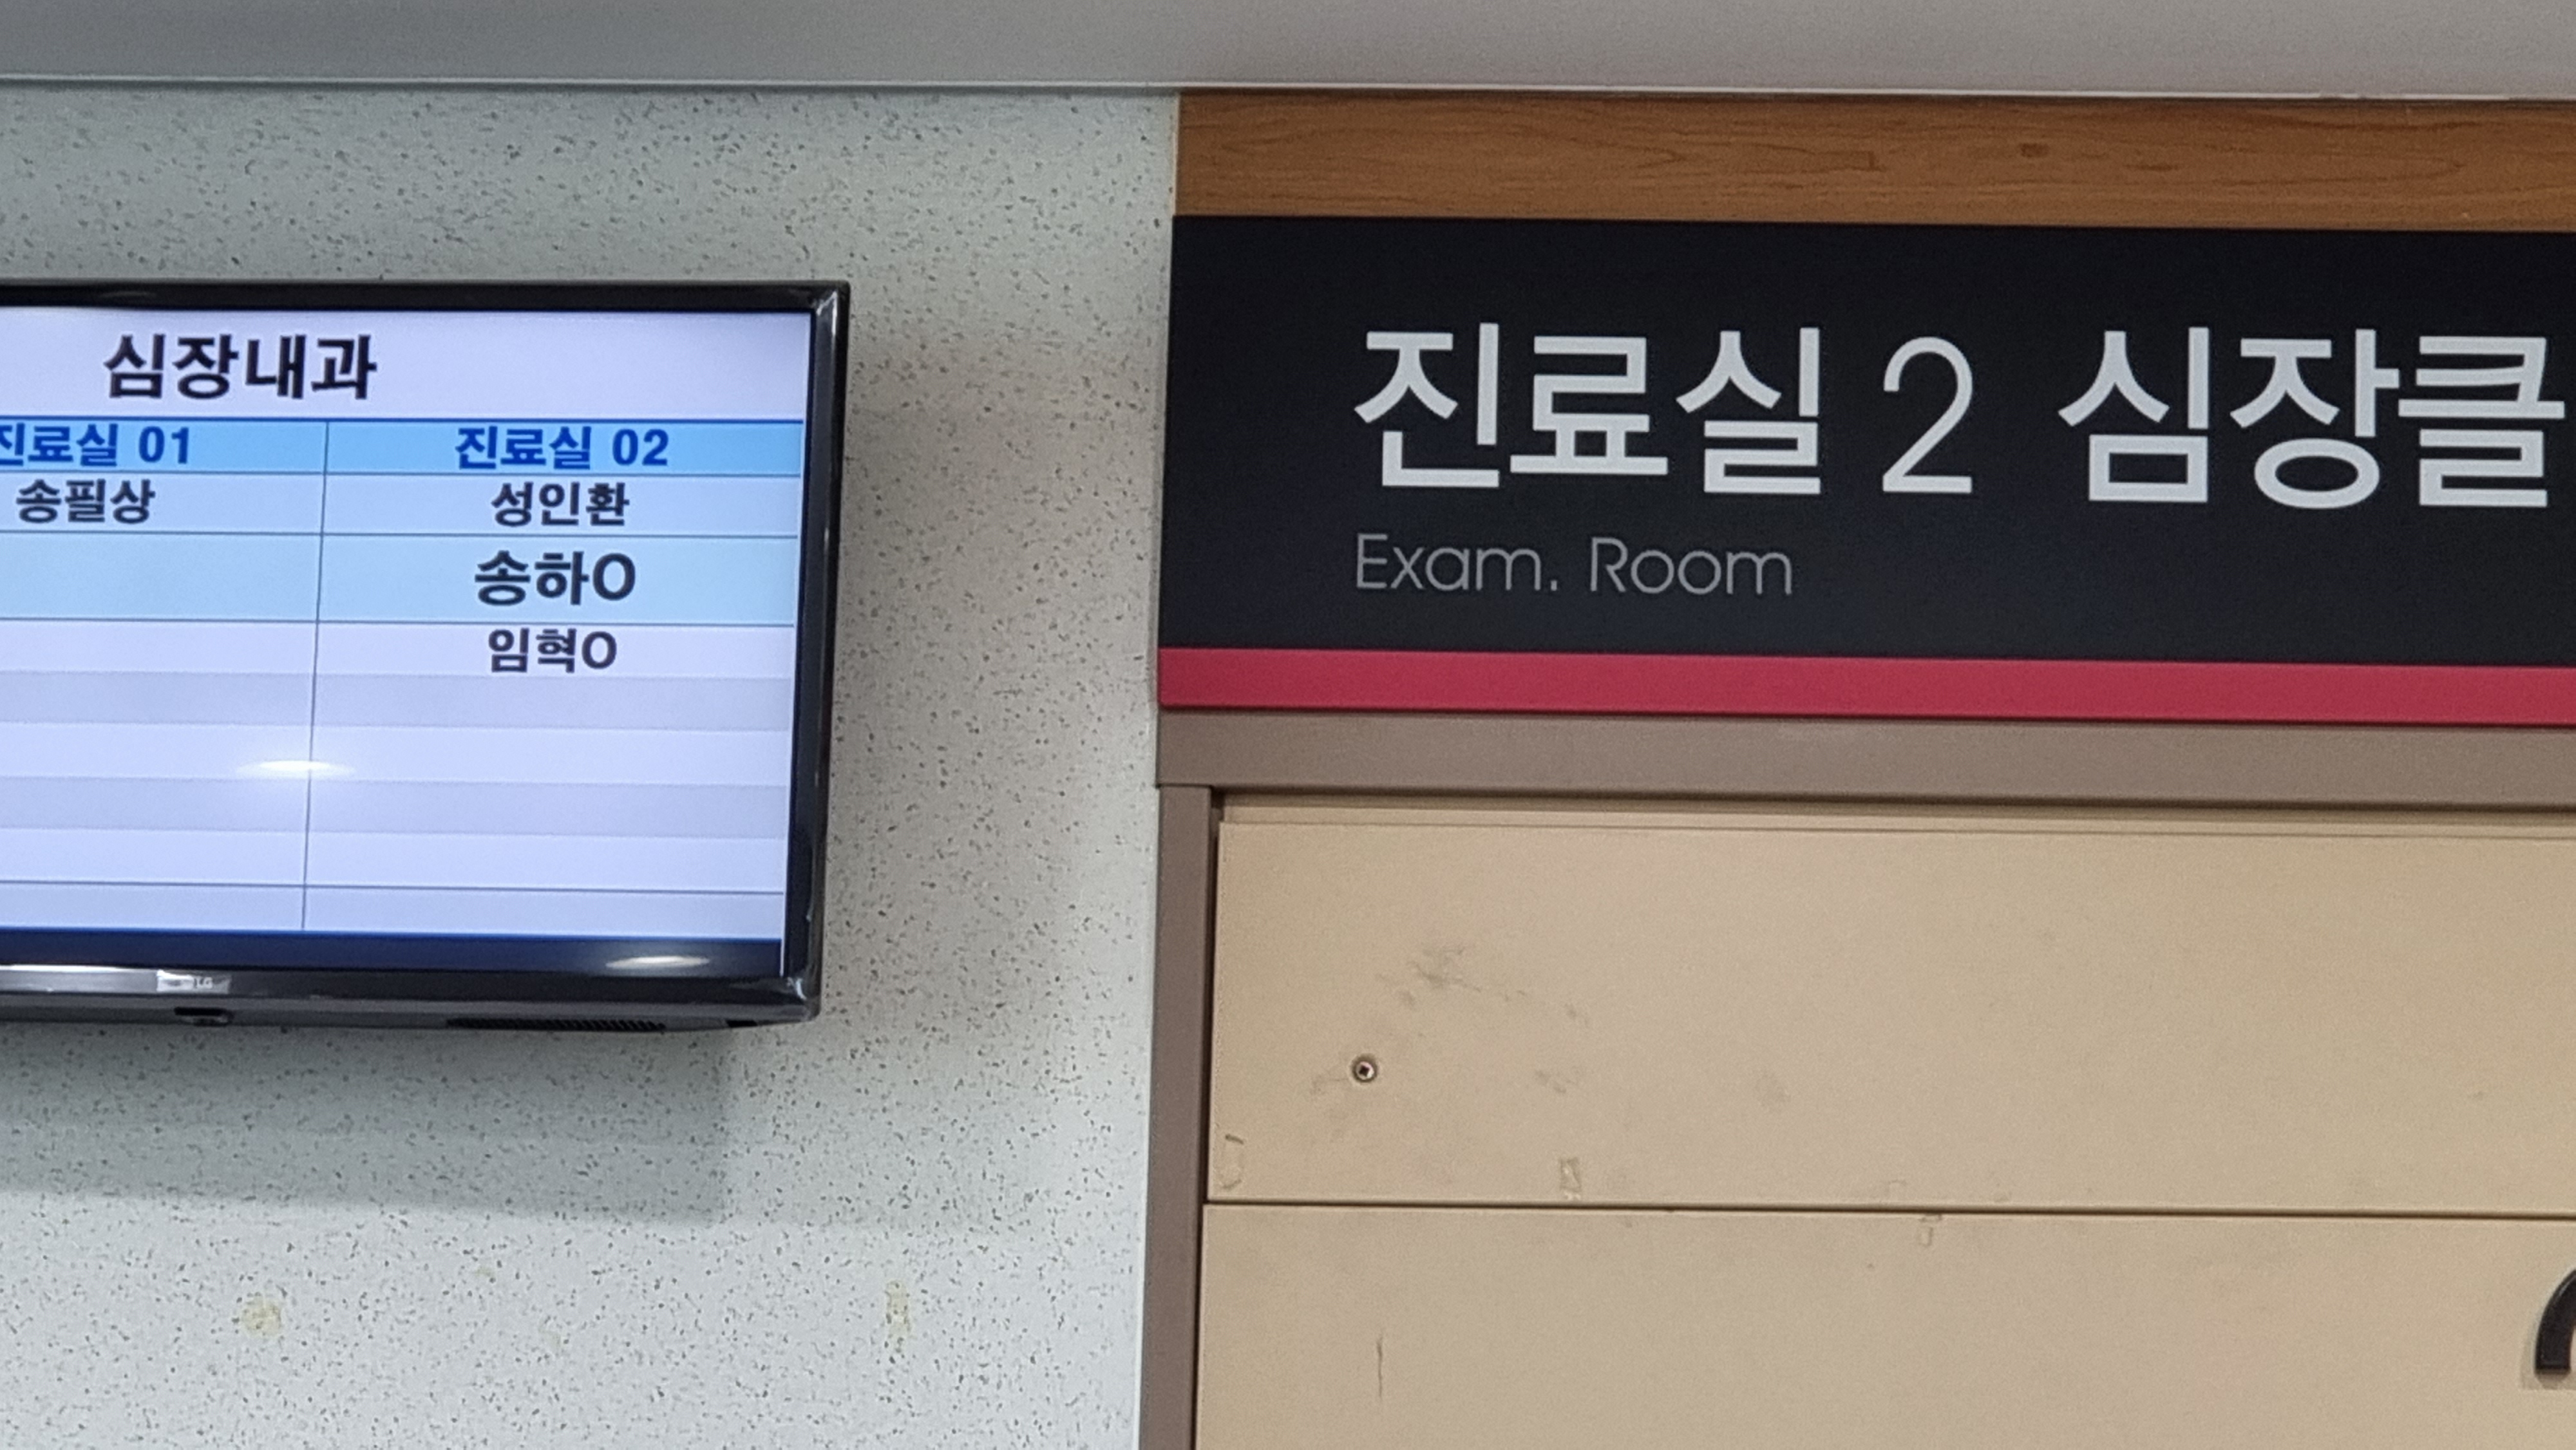 심장내과
진료실 01
진료실 02
송필상
성인환
송하O
임혁O
LG
진료실 2 심장클
Exam. Room